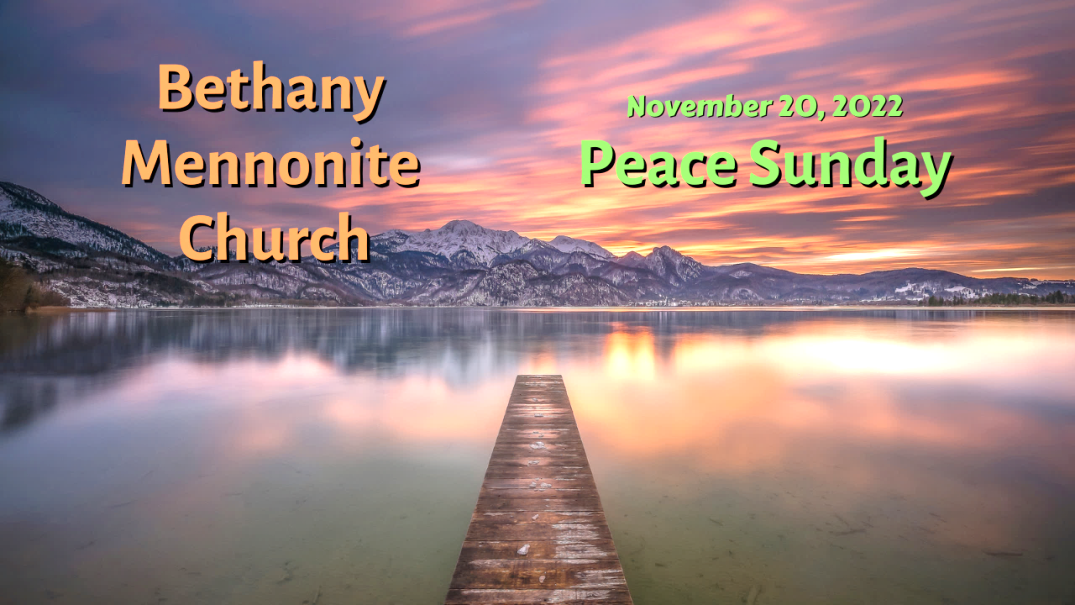 Bethany
Mennonite
Church
November 20, 2022
Peace Sunday